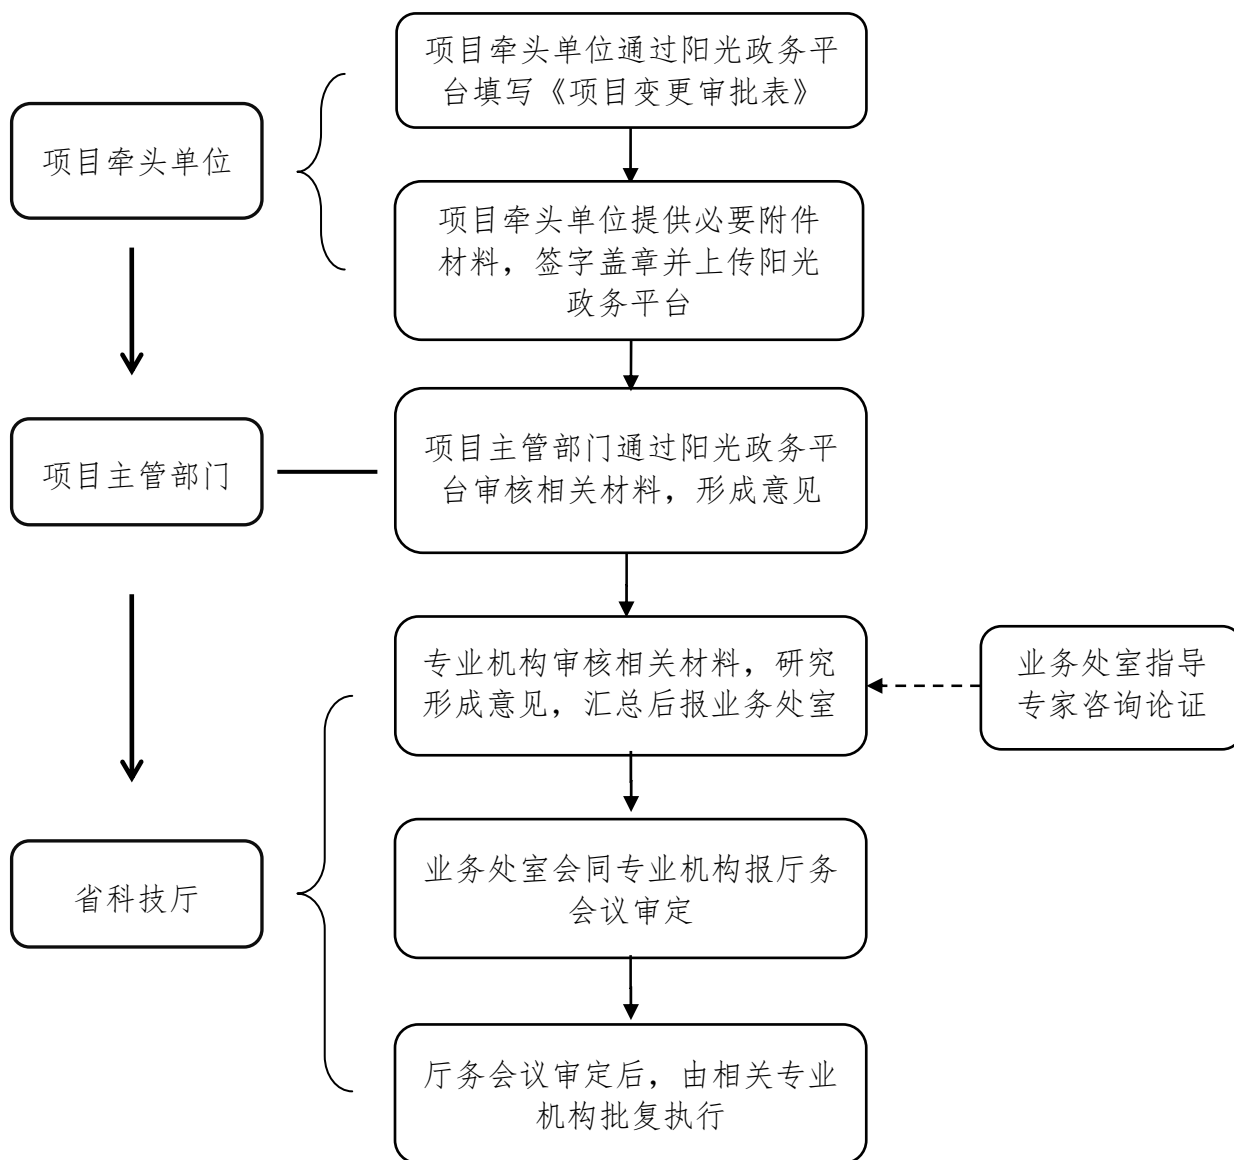 项目牵头单位通过阳光政务平
台填写《项目变更审批表》
项目牵头单位
项目牵头单位提供必要附件
材料，签字盖章并上传阳光
政务平台
项目主管部门
项目主管部门通过阳光政务平
台审核相关材料，形成意见
专业机构审核相关材料，研究
形成意见，汇总后报业务处室
业务处室指导
专家咨询论证
省科技厅
业务处室会同专业机构报厅务
会议审定
厅务会议审定后，由相关专业
机构批复执行